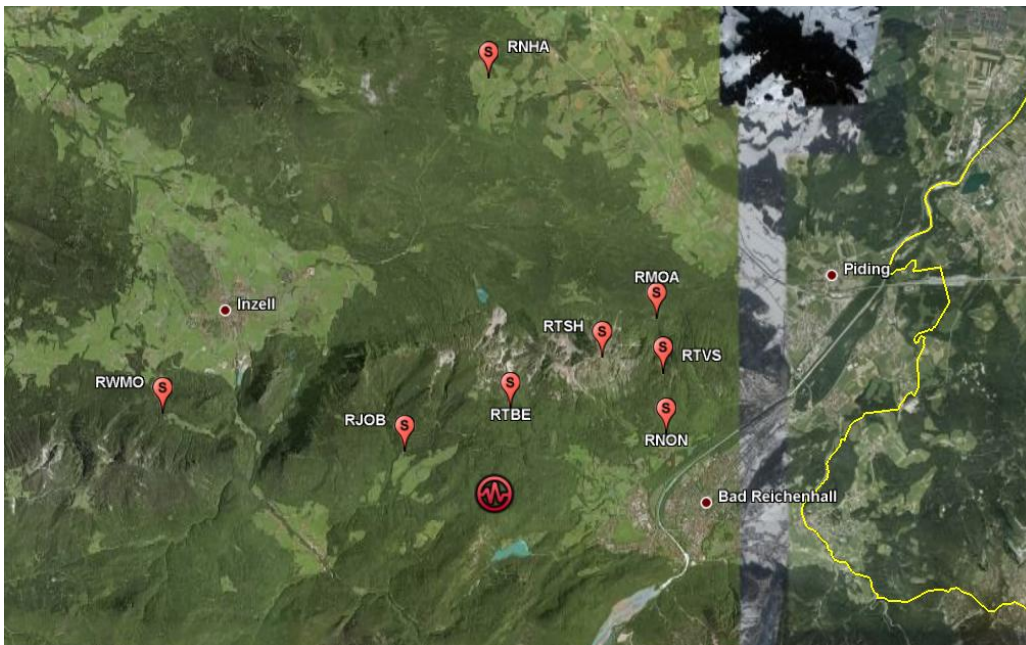 S RNHA
Piding
RMOA S
Inzell
RTSH S
S RTVS
RWMO S
S
RTBE
RJOB S
S
RNON
Bad Reichenhall